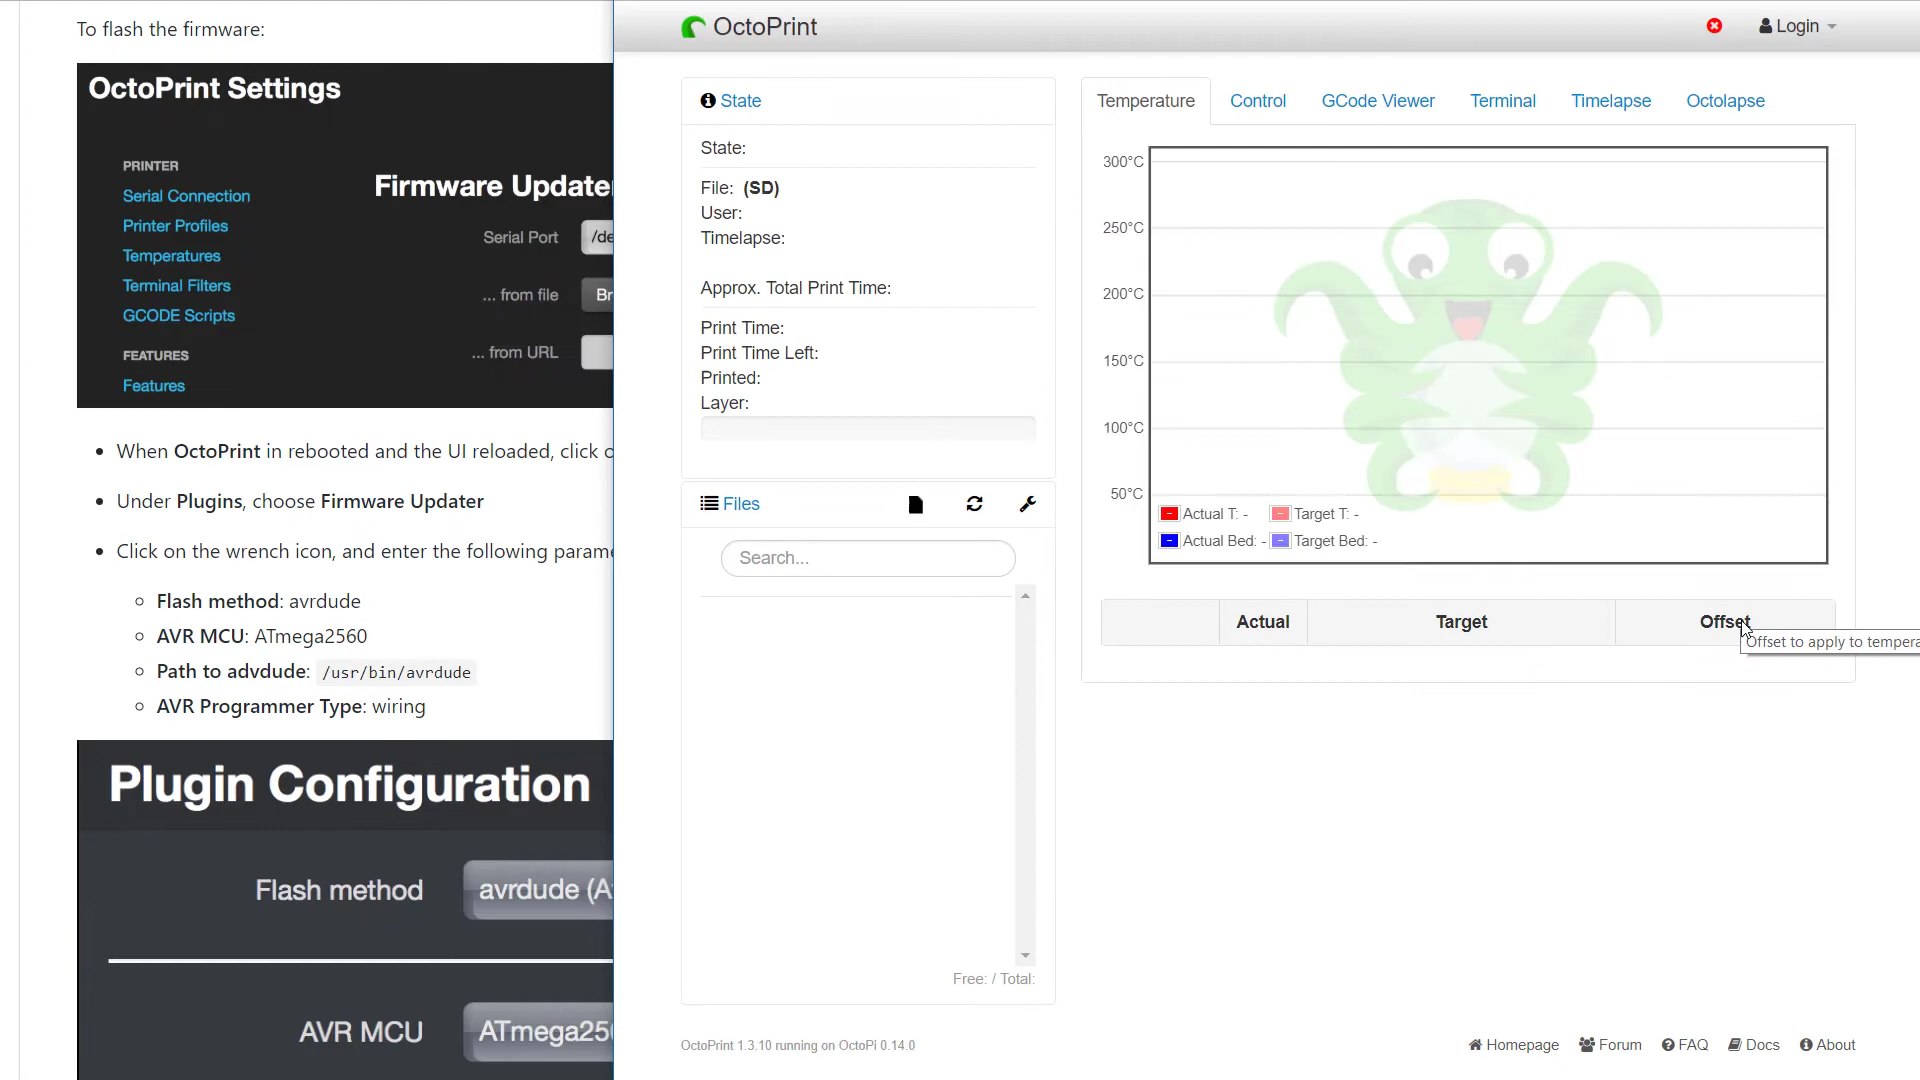 To flash the firmware:
OctoPrint Settings
PRINTER
Serial Connection
Printer Profiles
Temperatures
Terminal Filters
GCODE Scripts
FEATURES
Features
Firmware Update
Serial Port
/de
... from file
Br
... from URL
• When OctoPrint in rebooted and the UI reloaded, click o
• Under Plugins, choose Firmware Updater
• Click on the wrench icon, and enter the following parame
Flash method: avrdude
AVR MCU: ATmega2560
Path to advdude: /usr/bin/avrdude
AVR Programmer Type: wiring
Plugin Configuration
Flash method
avrdude (A
AVR MCU
ATmega256
OctoPrint
Login
State
State:
File: (SD)
User:
Timelapse:
Approx. Total Print Time:
Print Time:
Print Time Left:
Printed:
Layer:
Files
Search...
Free: / Total:
Temperature
Control
GCode Viewer
Terminal
Timelapse
Octolapse
300°C
250°C
200°C
150°C
100°C
50°C
Actual T: -
Target T: -
Actual Bed: -
Target Bed: -
Actual
Target
Offset
Offset to apply to tempera
OctoPrint 1.3.10 running on OctoPi 0.14.0
Homepage
Forum
FAQ
Docs
About